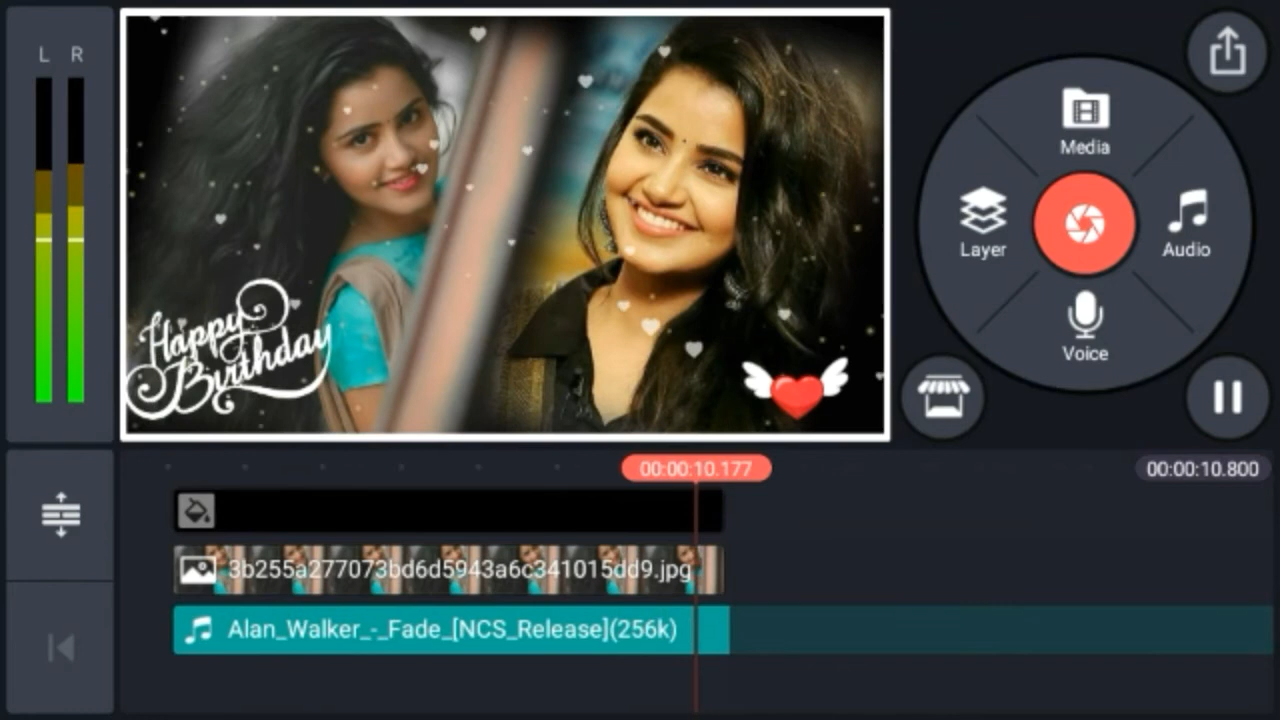 L R
Happy
Birthday
Media
Layer
Audio
Voice
00:00:10.177
00:00:10.800
3b255a277073bd6d5943a6c341015dd9.jpg
Alan_Walker_-_Fade_[NCS_Release](256k)